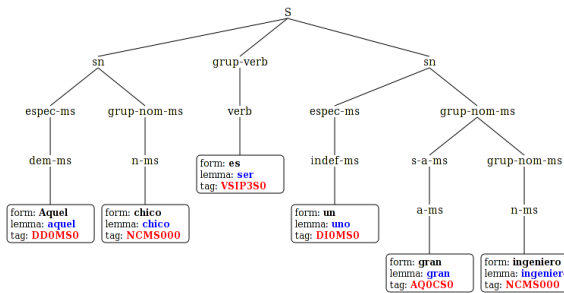 S
sn grup-verb sn
espec-ms grup-nom-ms verb espec-ms grup-nom-ms
dem-ms n-ms indef-ms s-a-ms grup-nom-ms
form: es
lemma: ser
tag: VSIP3S0
a-ms n-ms
form: Aquel
lemma: aquel
tag: DD0MS0
form: chico
lemma: chico
tag: NCMS000
form: un
lemma: uno
tag: DI0MS0
form: gran
lemma: gran
tag: AQ0CS0
form: ingeniero
lemma: ingeniero
tag: NCMS000